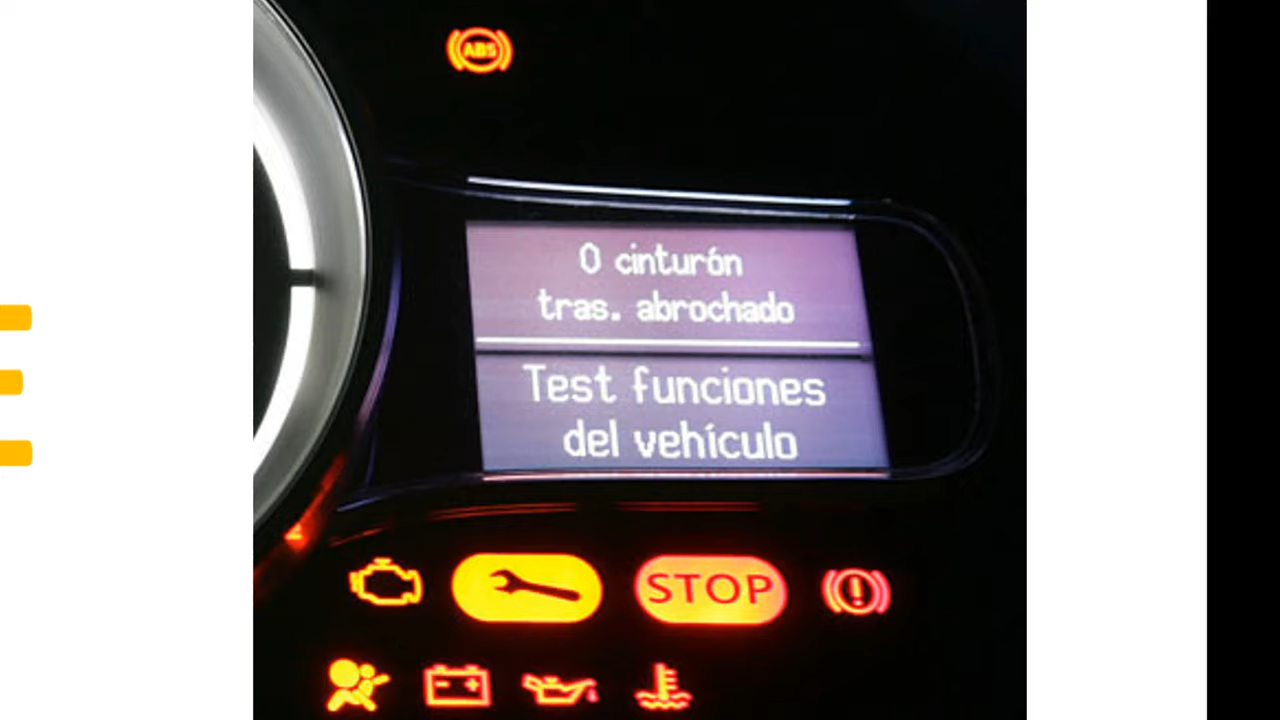 ABS
0 cinturón
tras. abrochado
Test funciones
del vehículo
STOP